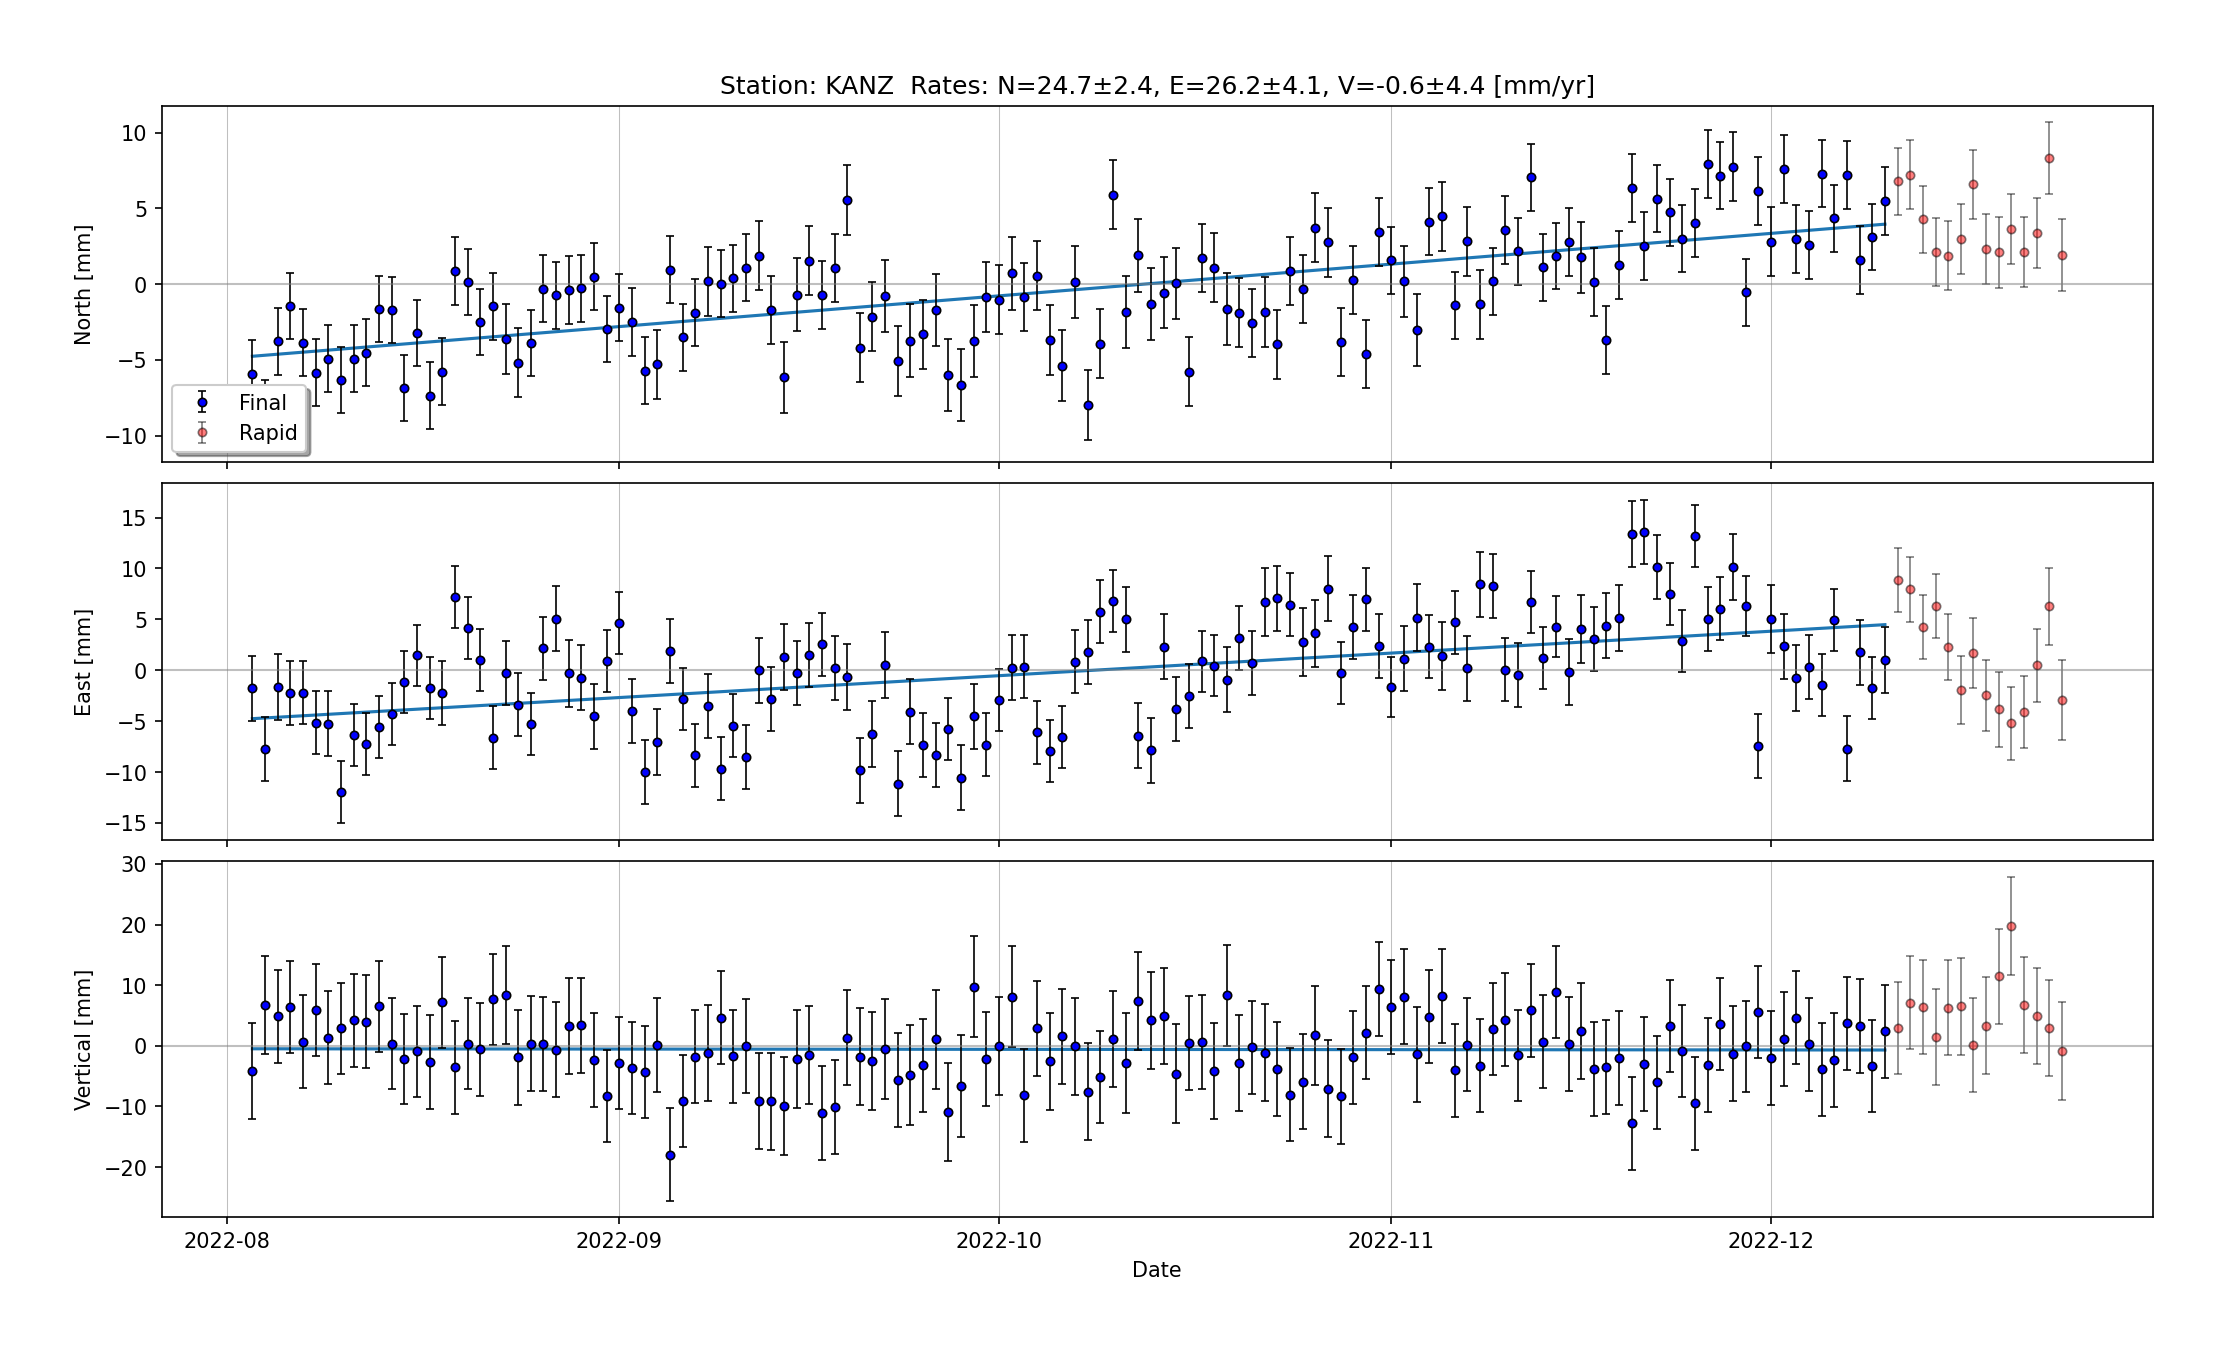 Station: KANZ  Rates: N=24.7±2.4, E=26.2±4.1, V=-0.6±4.4 [mm/yr]
10
5
0
−5
−10
North [mm]
Final
Rapid
15
10
5
0
−5
−10
−15
East [mm]
30
20
10
0
−10
−20
Vertical [mm]
2022-08 2022-09 2022-10 2022-11 2022-12
Date